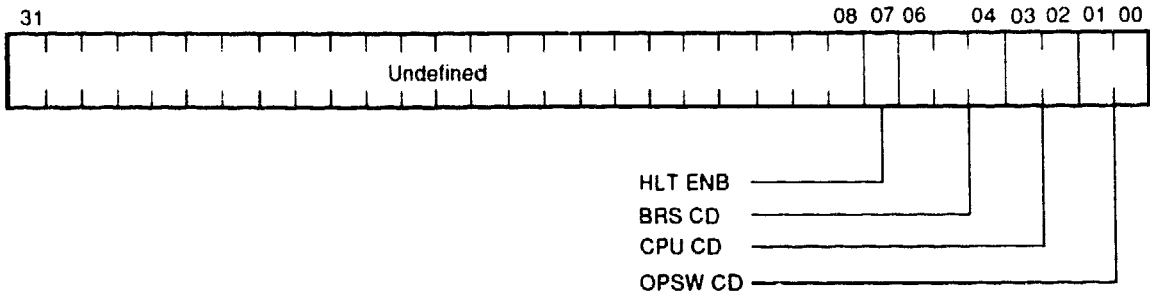 31 08 07 06 04 03 02 01 00
Undefined
HLT ENB
BRS CD
CPU CD
OPSW CD